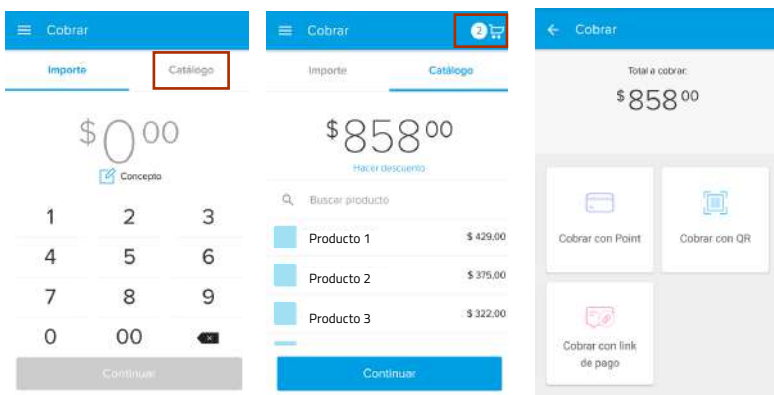 Cobrar
Importe
Catálogo
$ 0 00
Concepto
1 2 3
4 5 6
7 8 9
0 00
Continuar
Cobrar
2
Importe
Catálogo
$ 858 00
Hacer descuento
Buscar producto
Producto 1
$ 429,00
Producto 2
$ 375,00
Producto 3
$ 322,00
Continuar
Cobrar
Total a cobrar:
$ 858 00
Cobrar con Point
Cobrar con QR
Cobrar con link
de pago